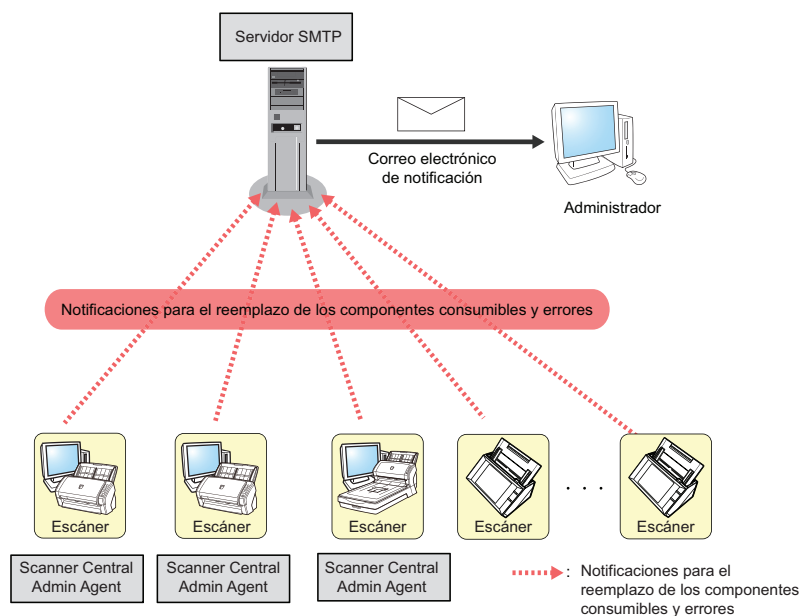 Servidor SMTP
Correo electrónico
de notificación
Administrador
Notificaciones para el reemplazo de los componentes consumibles y errores
Escáner
Escáner
Escáner
Escáner
. . .
Escáner
Scanner Central
Admin Agent
Scanner Central
Admin Agent
Scanner Central
Admin Agent
: Notificaciones para el
reemplazo de los componentes
consumibles y errores